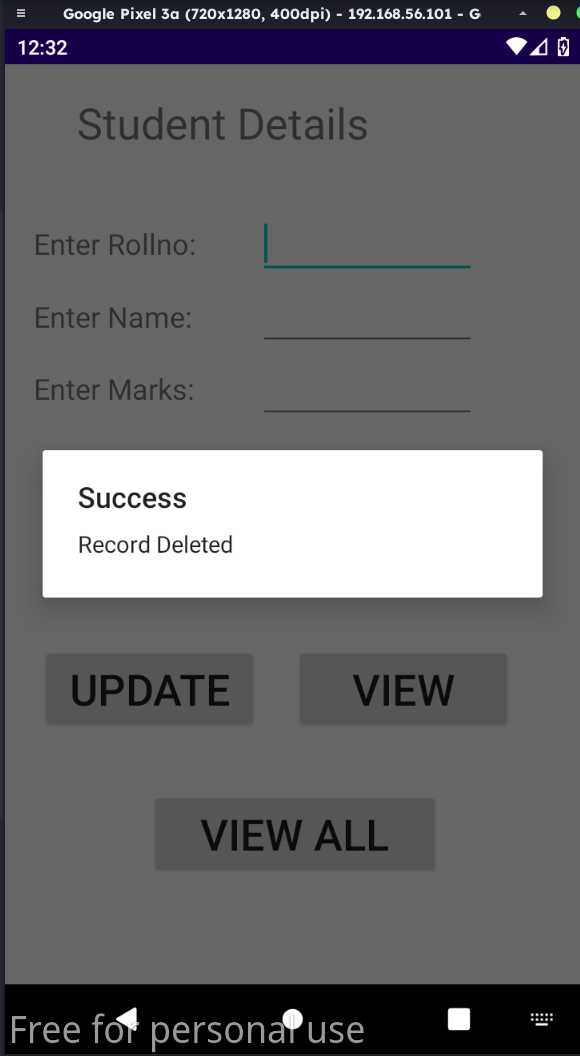 Google Pixel 3a (720x1280, 400dpi) - 192.168.56.101 - G
12:32
Student Details
Enter Rollno:
Enter Name:
Enter Marks:
Success
Record Deleted
UPDATE
VIEW
VIEW ALL
Free for personal use